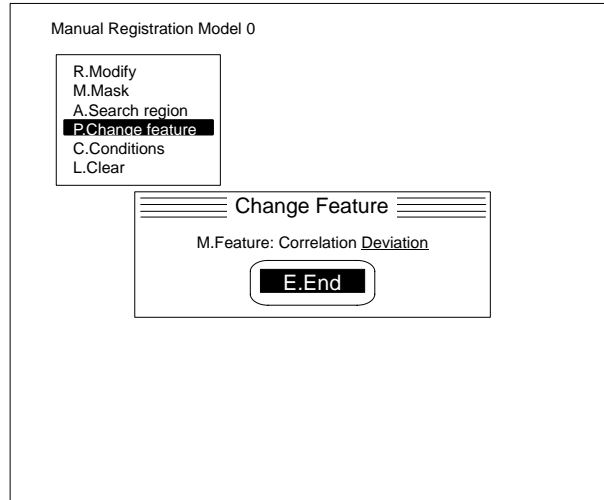 Manual Registration Model 0
R.Modify
M.Mask
A.Search region
P.Change feature
C.Conditions
L.Clear
Change Feature
M.Feature: Correlation Deviation
E.End